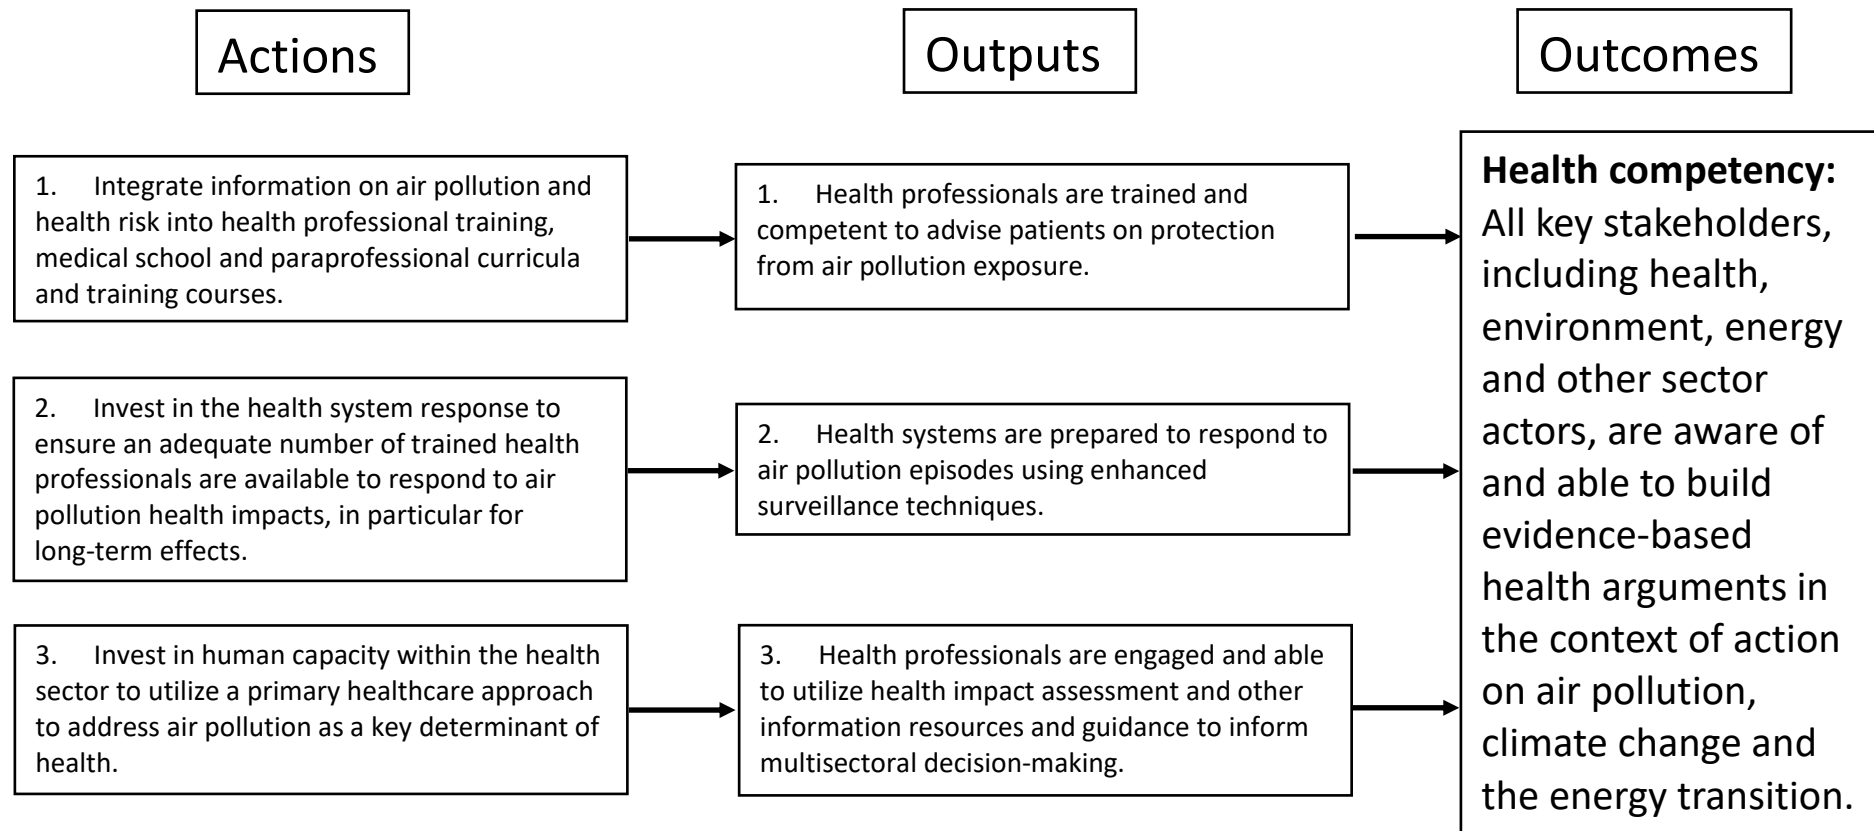 Actions
Outputs
Outcomes
1. Integrate information on air pollution and
health risk into health professional training,
medical school and paraprofessional curricula
and training courses.
1. Health professionals are trained and
competent to advise patients on protection
from air pollution exposure.
2. Invest in the health system response to
ensure an adequate number of trained health
professionals are available to respond to air
pollution health impacts, in particular for
long-term effects.
2. Health systems are prepared to respond to
air pollution episodes using enhanced
surveillance techniques.
3. Invest in human capacity within the health
sector to utilize a primary healthcare approach
to address air pollution as a key determinant of
health.
3. Health professionals are engaged and able
to utilize health impact assessment and other
information resources and guidance to inform
multisectoral decision-making.
Health competency:
All key stakeholders,
including health,
environment, energy
and other sector
actors, are aware of
and able to build
evidence-based
health arguments in
the context of action
on air pollution,
climate change and
the energy transition.